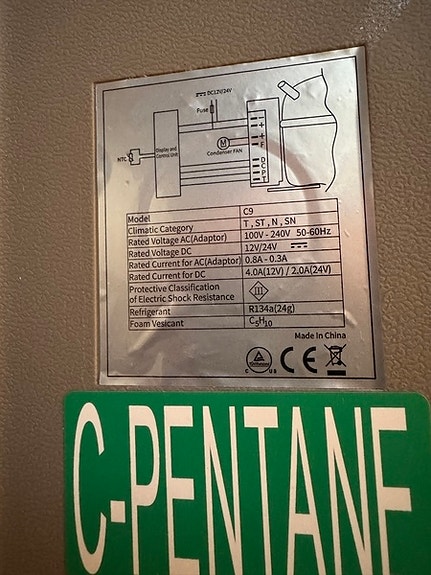 DC12V/24V
Fuse
Display and
Control Unit
NTC
M
Condenser FAN
+
+
F
D
C
P
T
Model C9
Climatic Category T , ST , N , SN
Rated Voltage AC(Adaptor) 100V - 240V 50-60Hz
Rated Voltage DC 12V/24V
Rated Current for AC(Adaptor) 0.8A - 0.3A
Rated Current for DC 4.0A(12V) / 2.0A(24V)
Protective Classification
of Electric Shock Resistance III
Refrigerant R134a(24g)
Foam Vesicant C5H10
Made In China
C US
CE
C-PENTANE